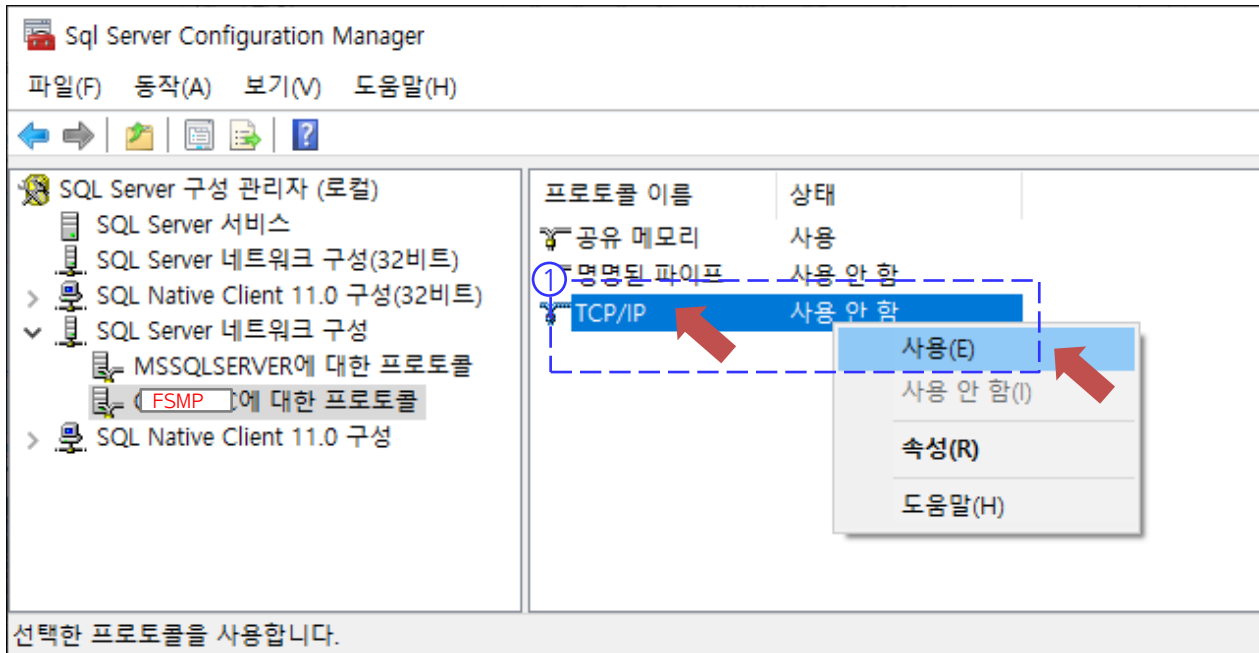 Sql Server Configuration Manager
파일(F) 동작(A) 보기(V) 도움말(H)
SQL Server 구성 관리자 (로컬)
SQL Server 서비스
SQL Server 네트워크 구성(32비트)
SQL Native Client 11.0 구성(32비트)
SQL Server 네트워크 구성
MSSQLSERVER에 대한 프로토콜
FSMP에 대한 프로토콜
SQL Native Client 11.0 구성
프로토콜 이름 상태
공유 메모리 사용
명명된 파이프 사용 안 함
1
TCP/IP 사용 안 함
사용(E)
사용 안 함(I)
속성(R)
도움말(H)
선택한 프로토콜을 사용합니다.